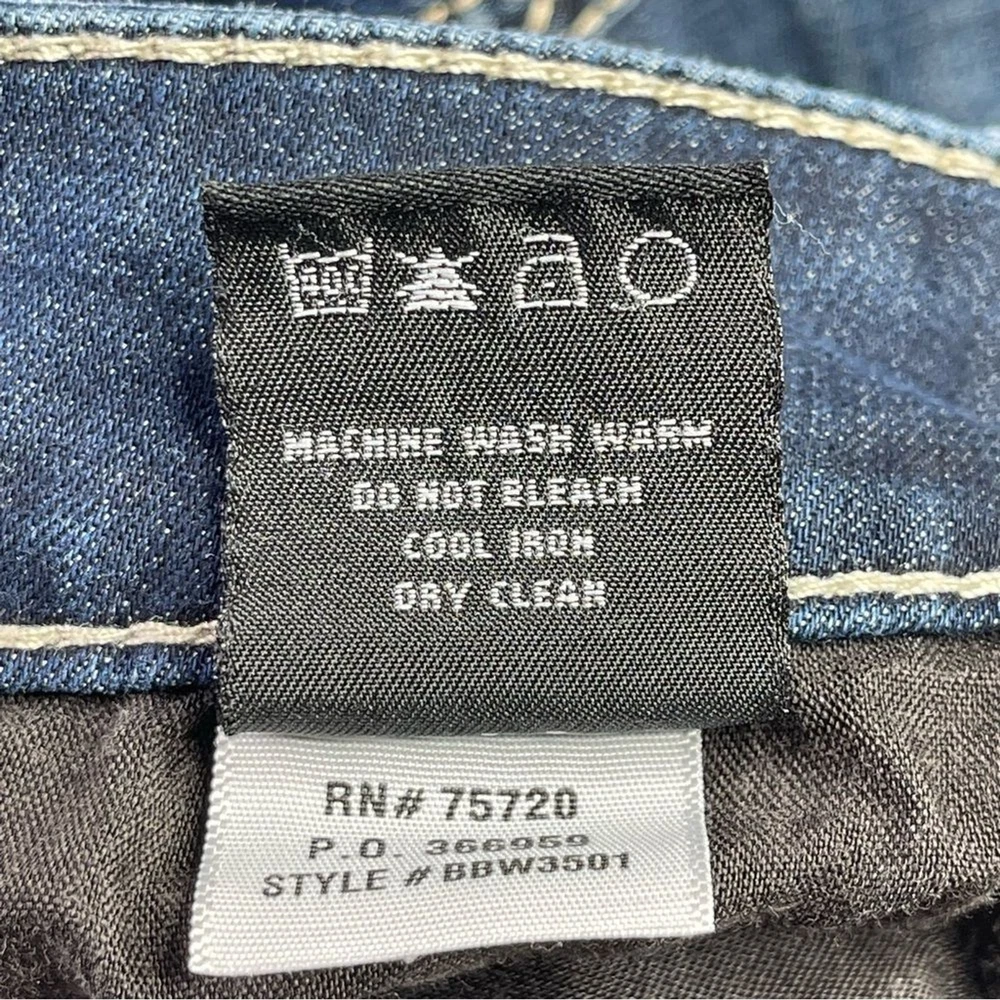 MACHINE WASH WARM
DO NOT BLEACH
COOL IRON
DRY CLEAN
RN# 75720
P.O. 366959
STYLE # BBW3501